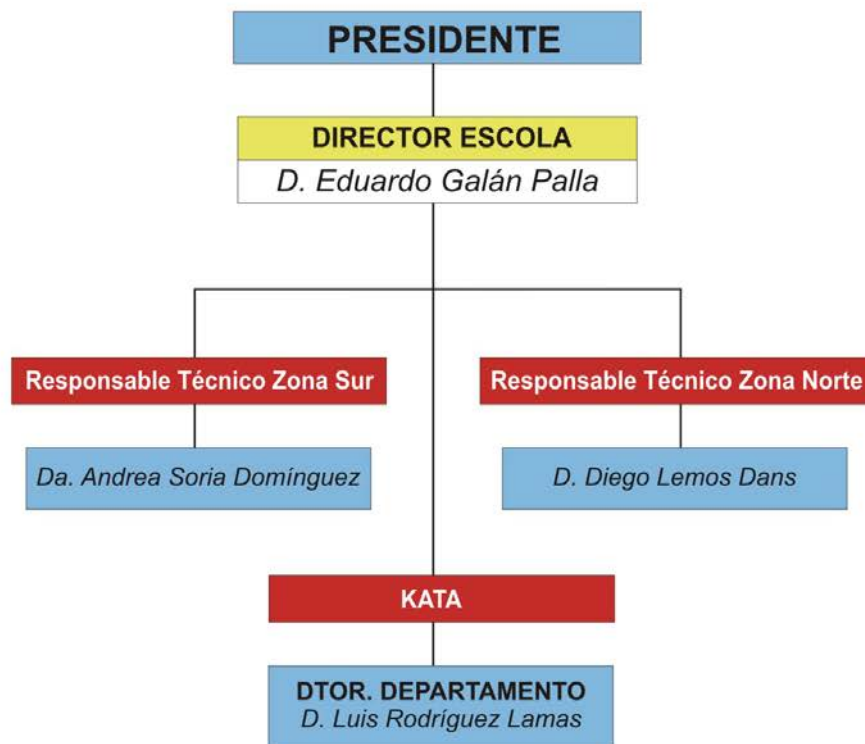 PRESIDENTE
DIRECTOR ESCOLA
D. Eduardo Galán Palla
Responsable Técnico Zona Sur
Da. Andrea Soria Domínguez
Responsable Técnico Zona Norte
D. Diego Lemos Dans
KATA
DTOR. DEPARTAMENTO
D. Luis Rodríguez Lamas